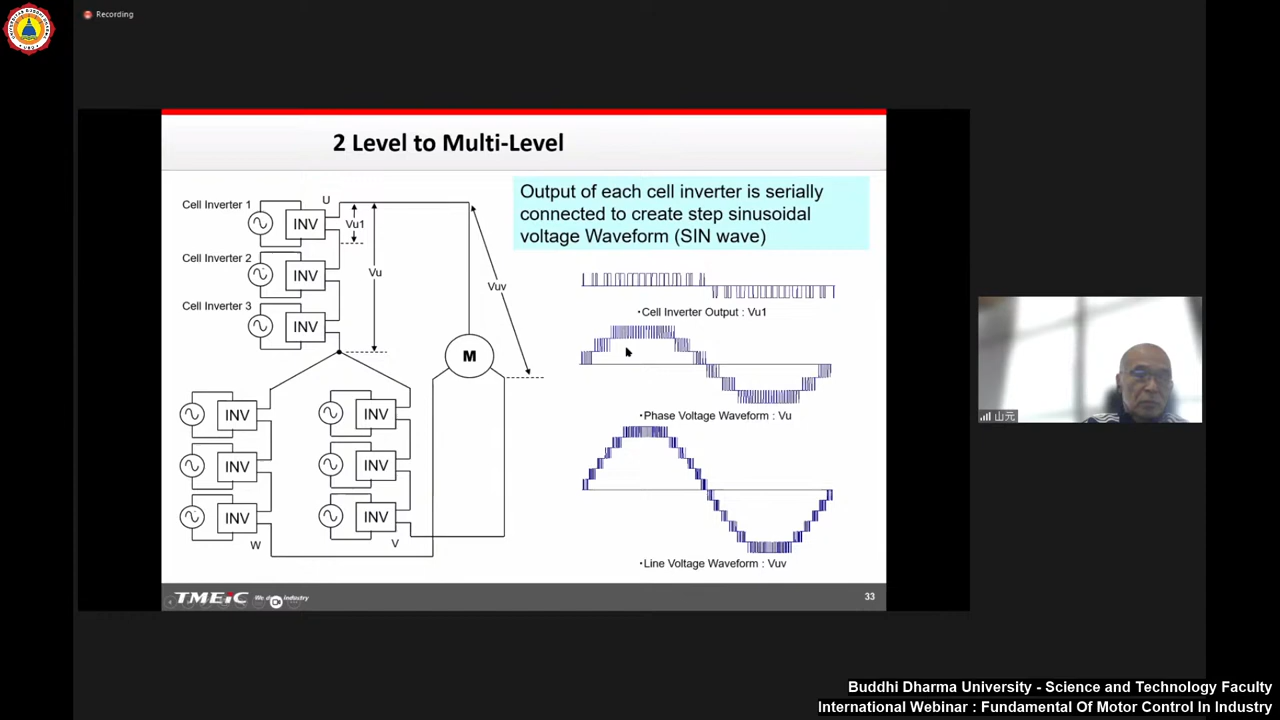 Recording
2 Level to Multi-Level
Output of each cell inverter is serially
connected to create step sinusoidal
voltage Waveform (SIN wave)
Cell Inverter 1
U
INV
Vu1
Cell Inverter 2
INV
Vu
Vuv
Cell Inverter 3
INV
M
INV
INV
INV
INV
INV
INV
W
V
・Cell Inverter Output : Vu1
・Phase Voltage Waveform : Vu
・Line Voltage Waveform : Vuv
TMEiC
industry
33
山元
Buddhi Dharma University - Science and Technology Faculty
International Webinar : Fundamental Of Motor Control In Industry